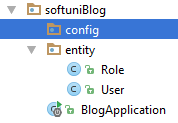 softuniBlog
config
entity
C Role
C User
C BlogApplication